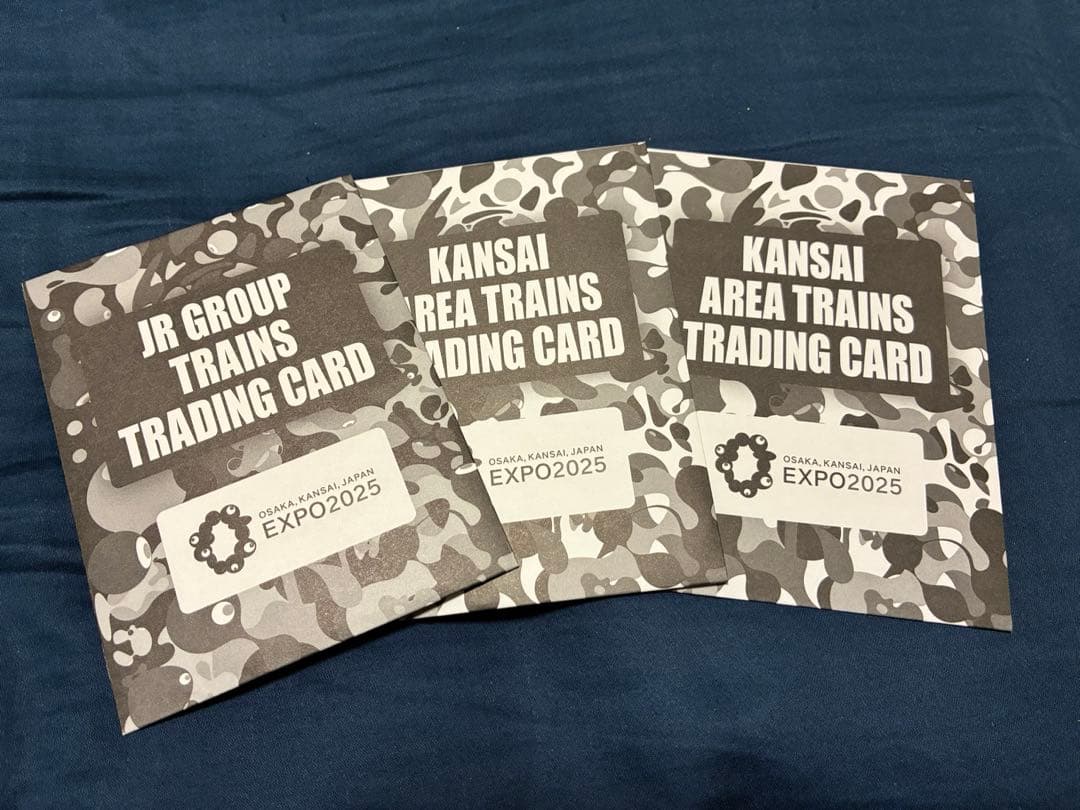 JR GROUP
TRAINS
TRADING CARD
OSAKA, KANSAI, JAPAN
EXPO2025
KANSAI
REA TRAINS
ADING CARD
OSAKA, KANSAI, JAPAN
EXPO2025
KANSAI
AREA TRAINS
TRADING CARD
OSAKA, KANSAI, JAPAN
EXPO2025